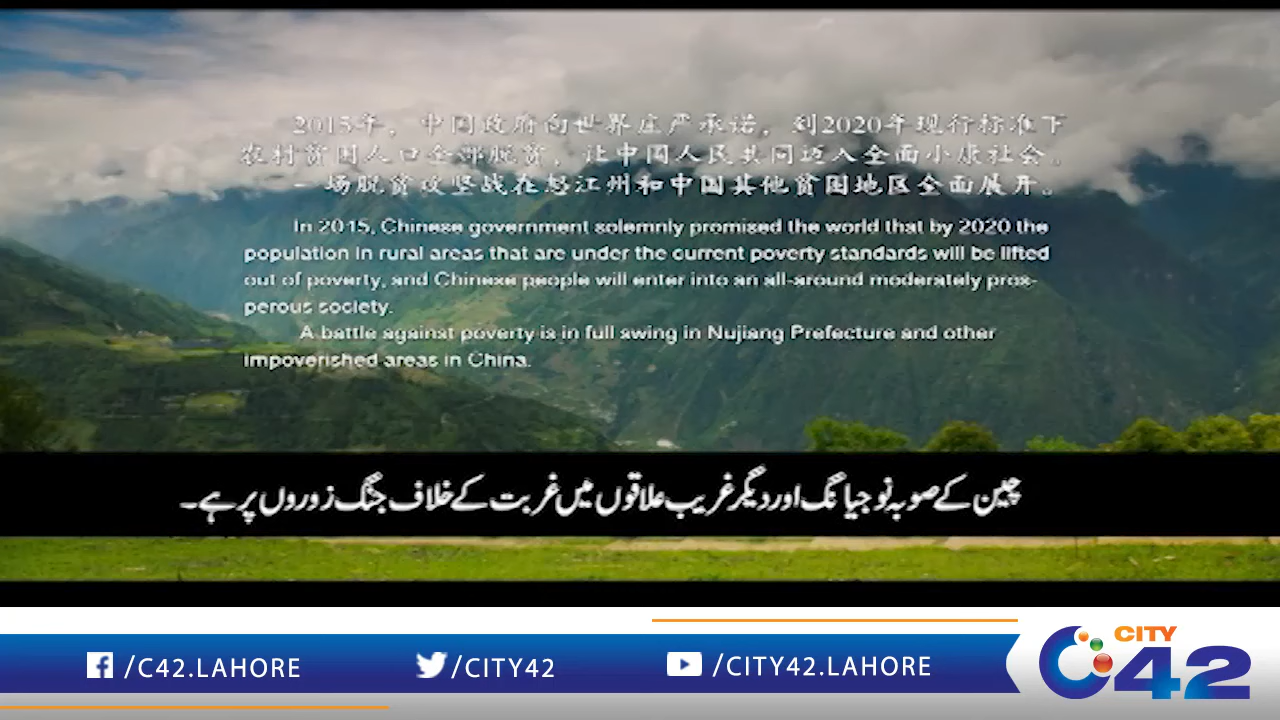 2015年，中国政府向世界庄严承诺，到2020年现行标准下
农村贫困人口全部脱贫，让中国人民共同迈入全面小康社会。
一场脱贫攻坚战在怒江州和中国其他贫困地区全面展开。
In 2015, Chinese government solemnly promised the world that by 2020 the
population in rural areas that are under the current poverty standards will be lifted
out of poverty, and Chinese people will enter into an all-around moderately pros-
perous society.
A battle against poverty is in full swing in Nujiang Prefecture and other
impoverished areas in China.
چین کے صوبہ نوجیانگ اور دیگر غریب علاقوں میں غربت کے خلاف جنگ زوروں پر ہے۔
/C42.LAHORE /CITY42 /CITY42.LAHORE
CITY
42